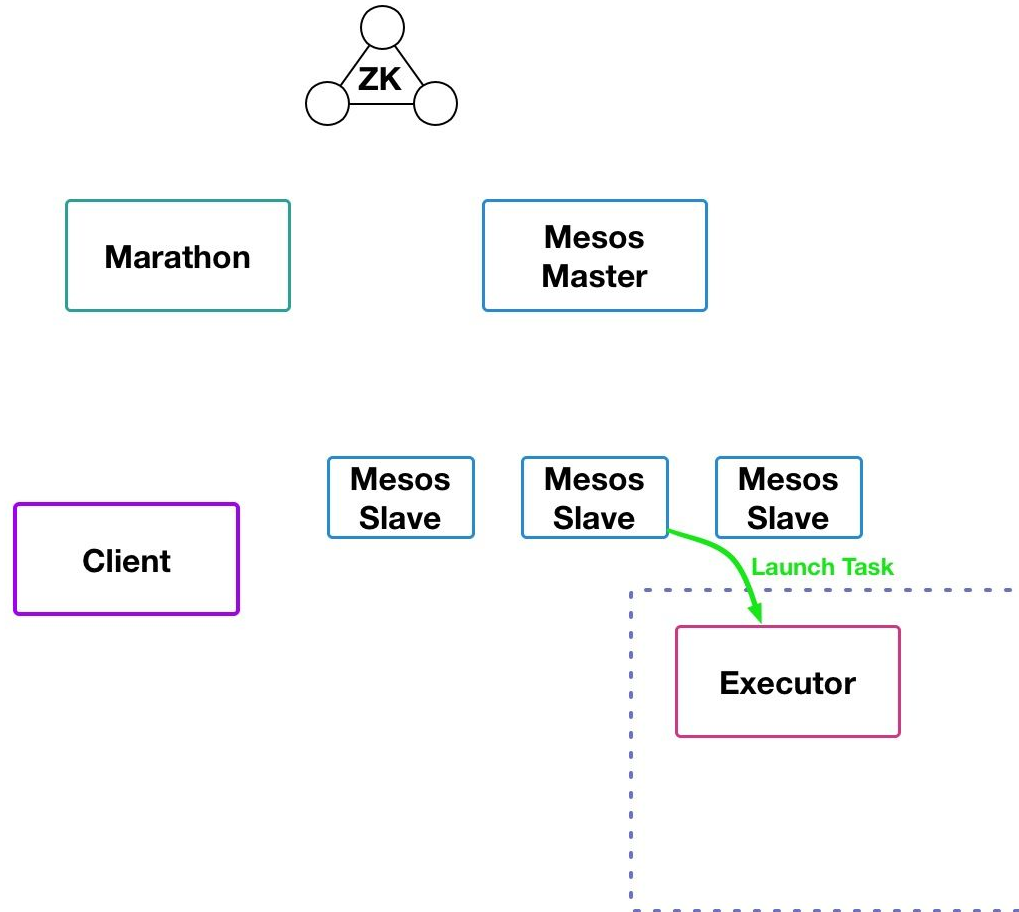 ZK
Marathon
Mesos
Master
Mesos
Slave
Mesos
Slave
Mesos
Slave
Client
Launch Task
Executor